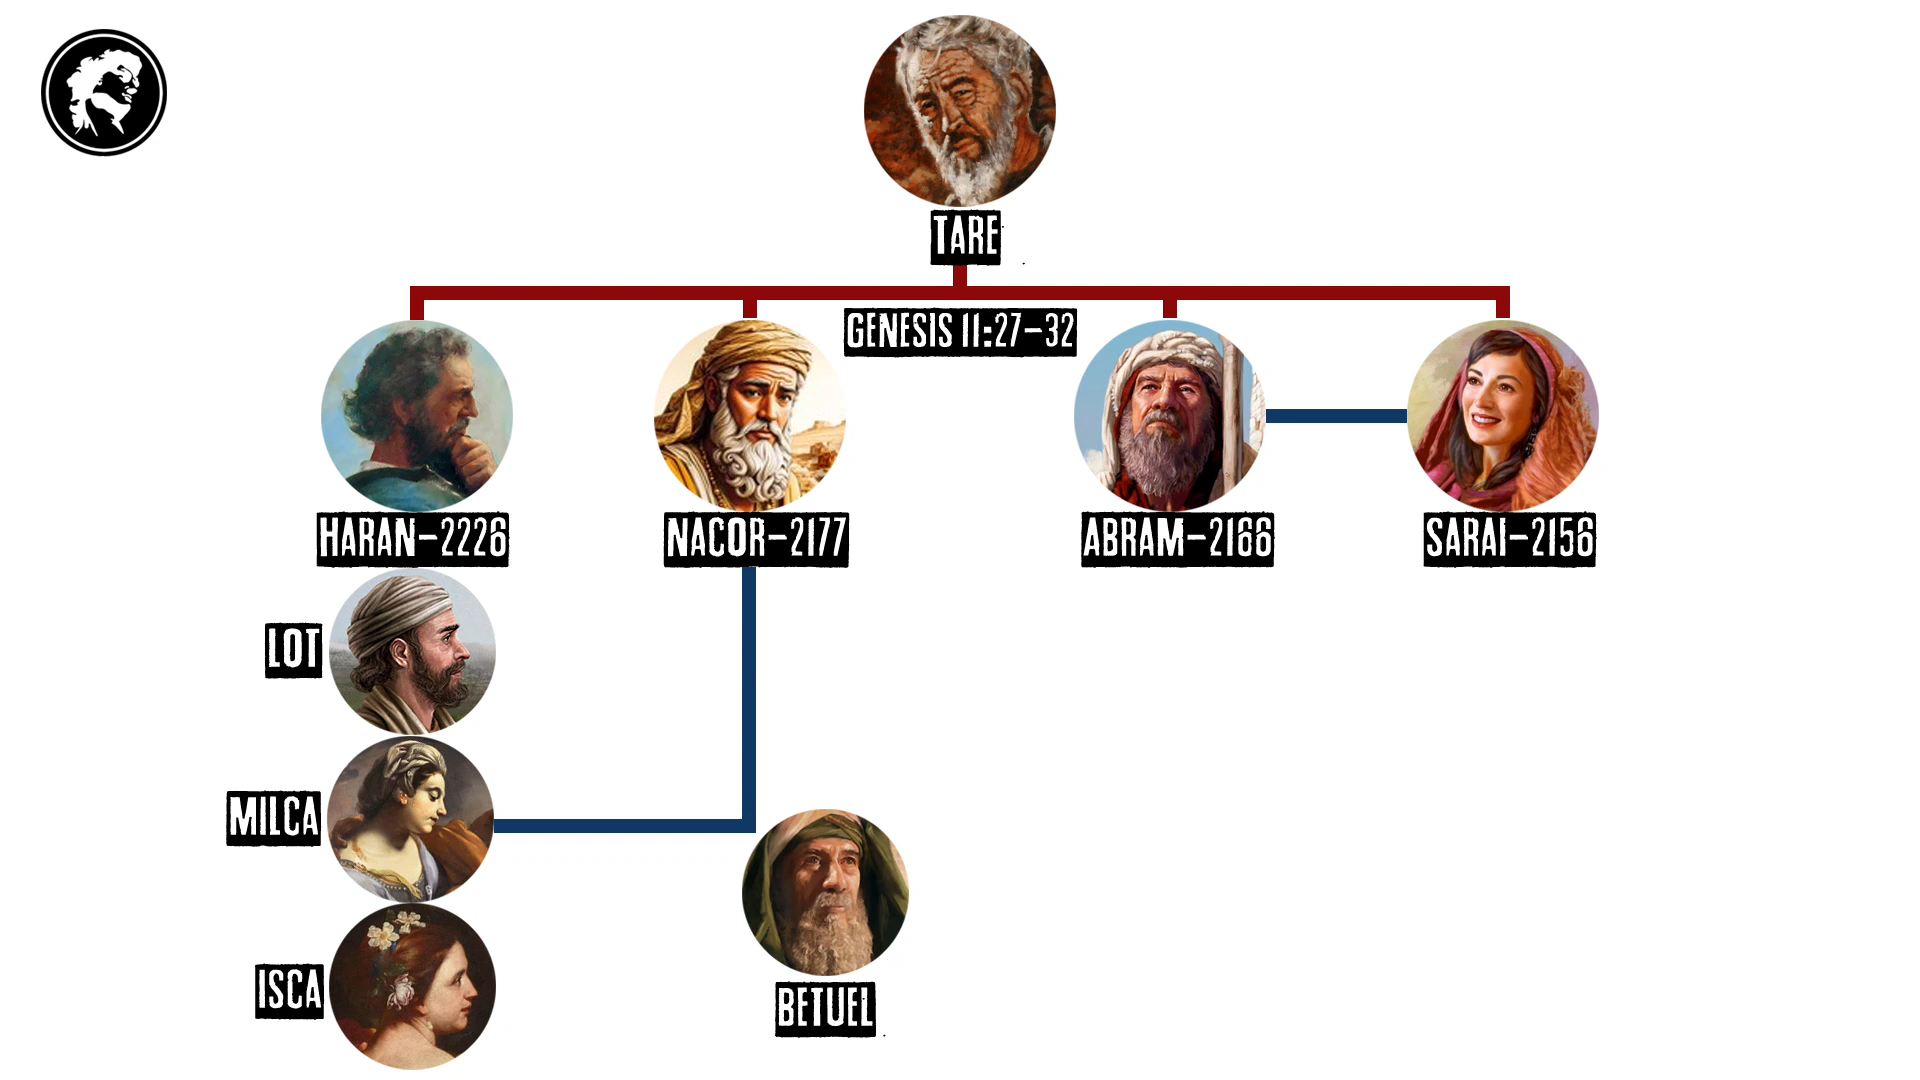 TARE
GENESIS 11:27-32
HARAN-2226
NACOR-2177
ABRAM-2166
SARAI-2156
LOT
MILCA
ISCA
BETUEL